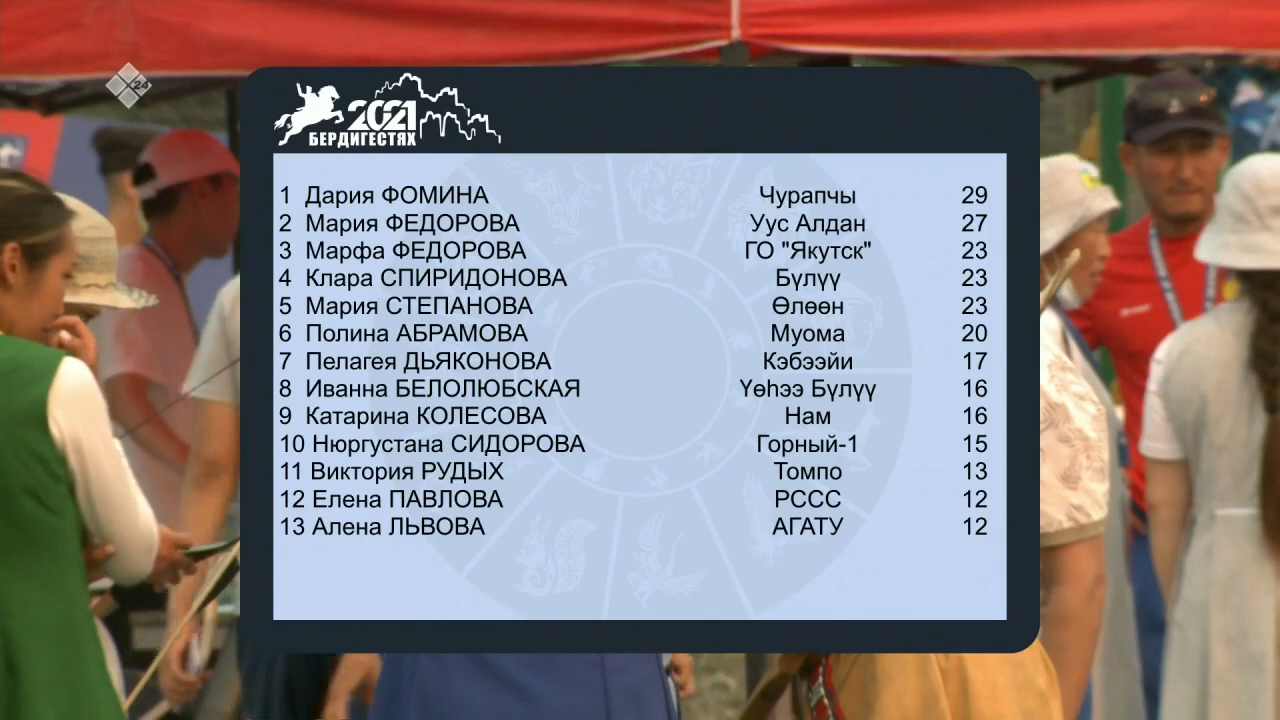 Х24
2021
БЕРДИГЕСТЯХ
1 Дария ФОМИНА Чурапчы 29
2 Мария ФЕДОРОВА Уус Алдан 27
3 Марфа ФЕДОРОВА ГО "Якутск" 23
4 Клара СПИРИДОНОВА Бүлүү 23
5 Мария СТЕПАНОВА Өлөөн 23
6 Полина АБРАМОВА Муома 20
7 Пелагея ДЬЯКОНОВА Кэбээйи 17
8 Иванна БЕЛОЛЮБСКАЯ Үөһээ Бүлүү 16
9 Катарина КОЛЕСОВА Нам 16
10 Нюргустана СИДОРОВА Горный-1 15
11 Виктория РУДЫХ Томпо 13
12 Елена ПАВЛОВА РССС 12
13 Алена ЛЬВОВА АГАТУ 12